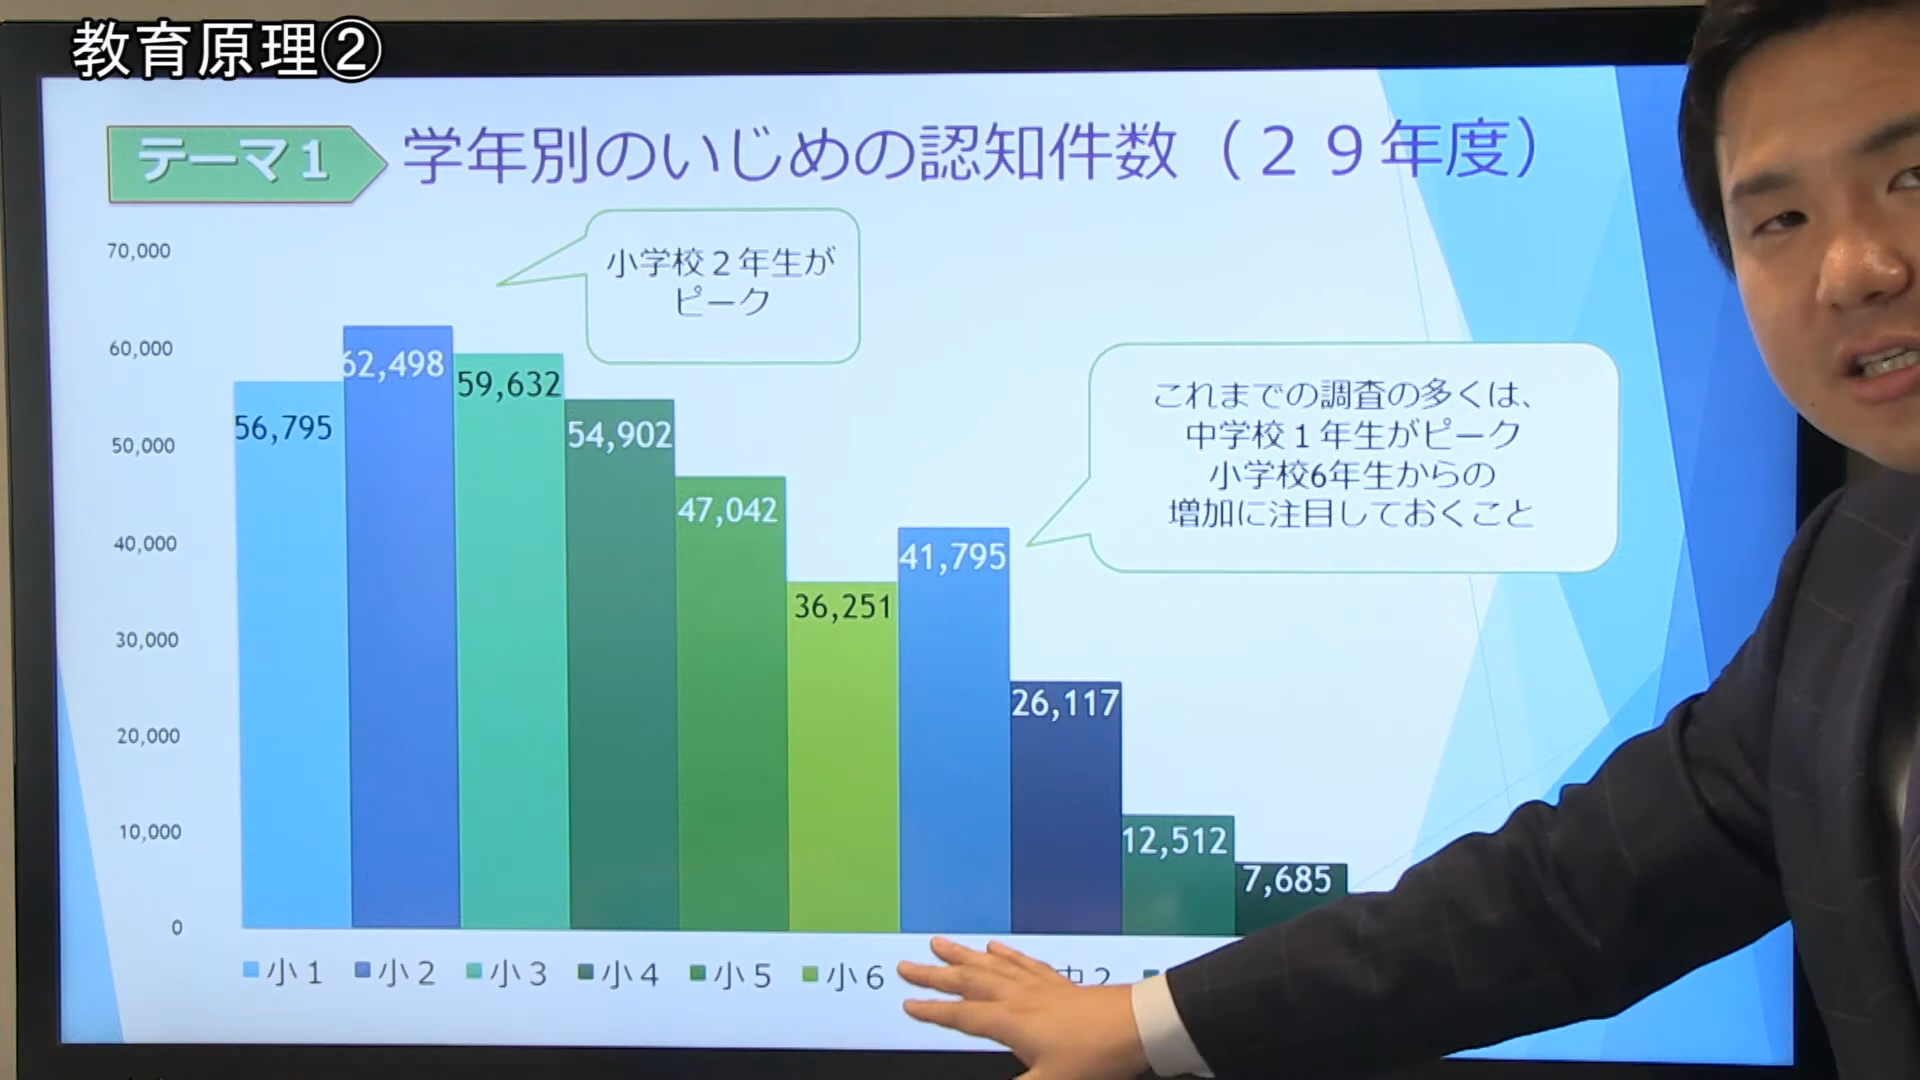 教育原理②
テーマ1
学年別のいじめの認知件数（２９年度）
70,000
60,000
50,000
40,000
30,000
20,000
10,000
0
小学校２年生が
ピーク
これまでの調査の多くは、
中学校１年生がピーク
小学校6年生からの
増加に注目しておくこと
56,795
62,498
59,632
54,902
47,042
36,251
41,795
26,117
12,512
7,685
小１ 小２ 小３ 小４ 小５ 小６ 中２